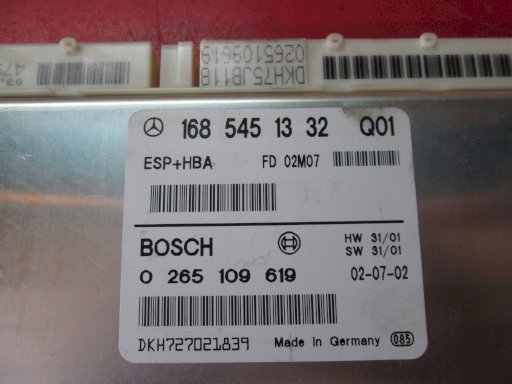 DKH75JB118
0265109619
168 545 13 32 Q01
ESP+HBA FD 02M07
BOSCH HW 31/01
SW 31/01
0 265 109 619 02-07-02
DKH727021839 Made in Germany 085